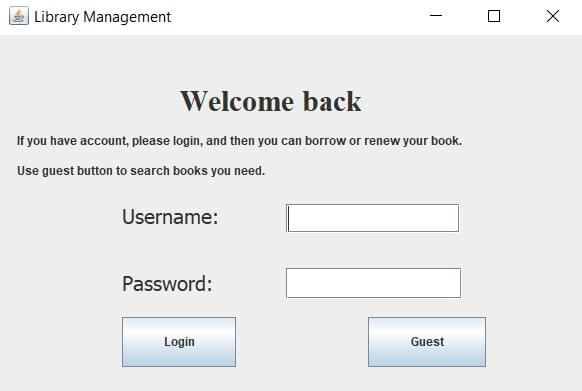 Library Management
Welcome back
If you have account, please login, and then you can borrow or renew your book.
Use guest button to search books you need.
Username:
Password:
Login Guest